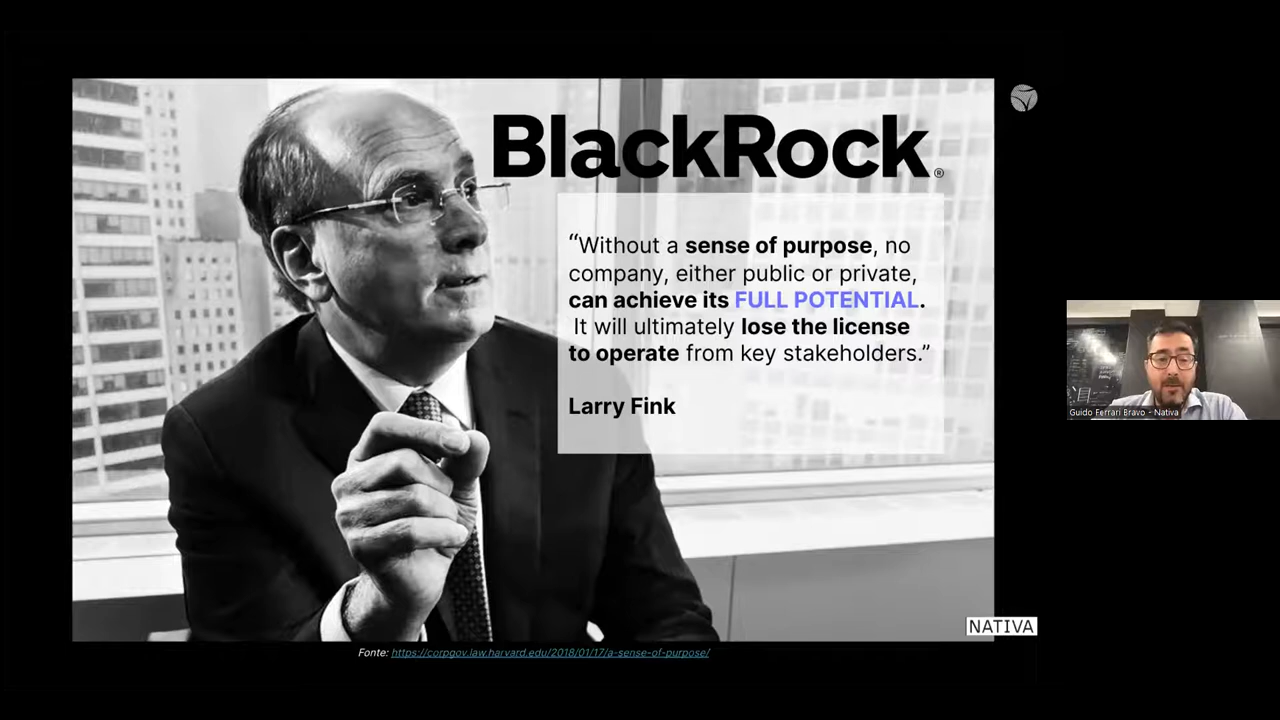 BlackRock®
“Without a sense of purpose, no
company, either public or private,
can achieve its FULL POTENTIAL.
It will ultimately lose the license
to operate from key stakeholders.”
Larry Fink
Guido Ferrari Bravo - Nativa
NATIVA
Fonte: https://corpgov.law.harvard.edu/2018/01/17/a-sense-of-purpose/